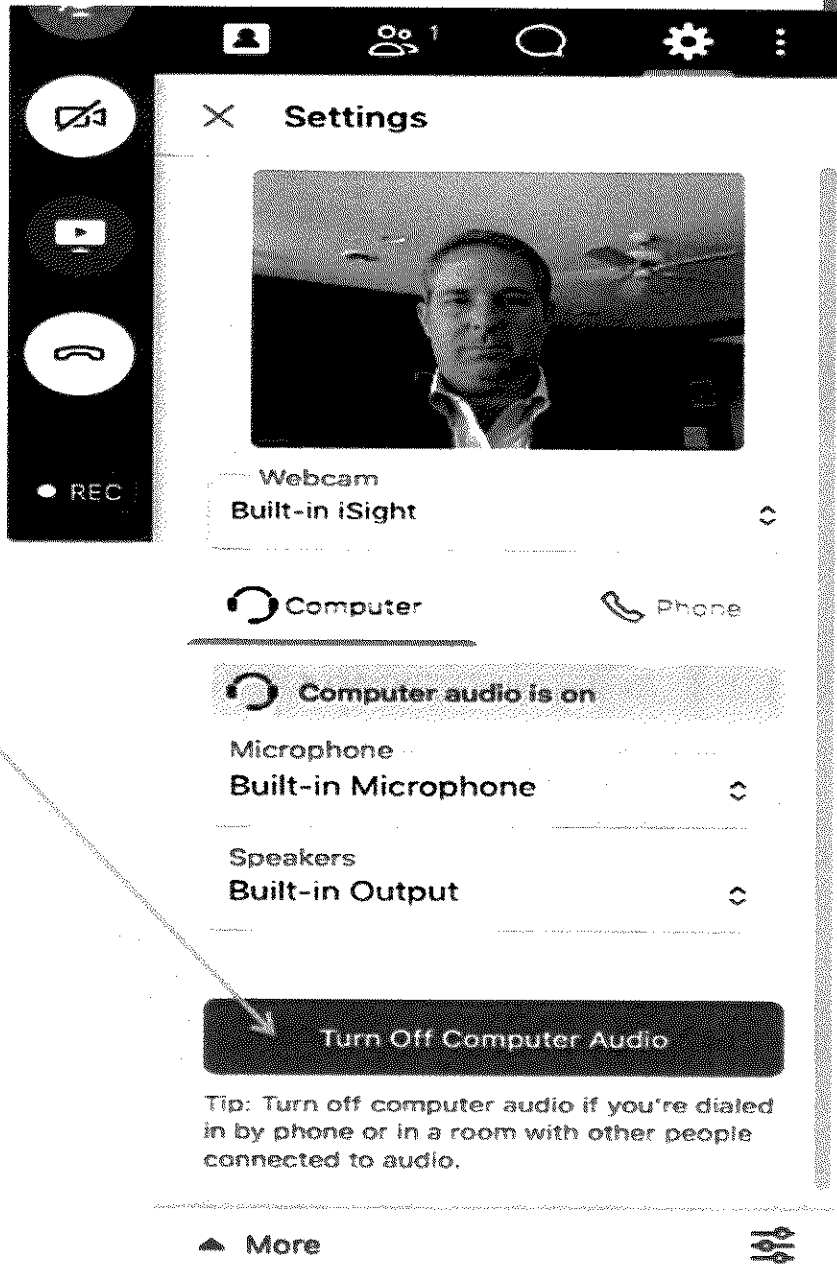 1
Settings
REC
Webcam
Built-in iSight
Computer
Phone
Computer audio is on
Microphone
Built-in Microphone
Speakers
Built-in Output
Turn Off Computer Audio
Tip: Turn off computer audio if you're dialed
in by phone or in a room with other people
connected to audio.
More